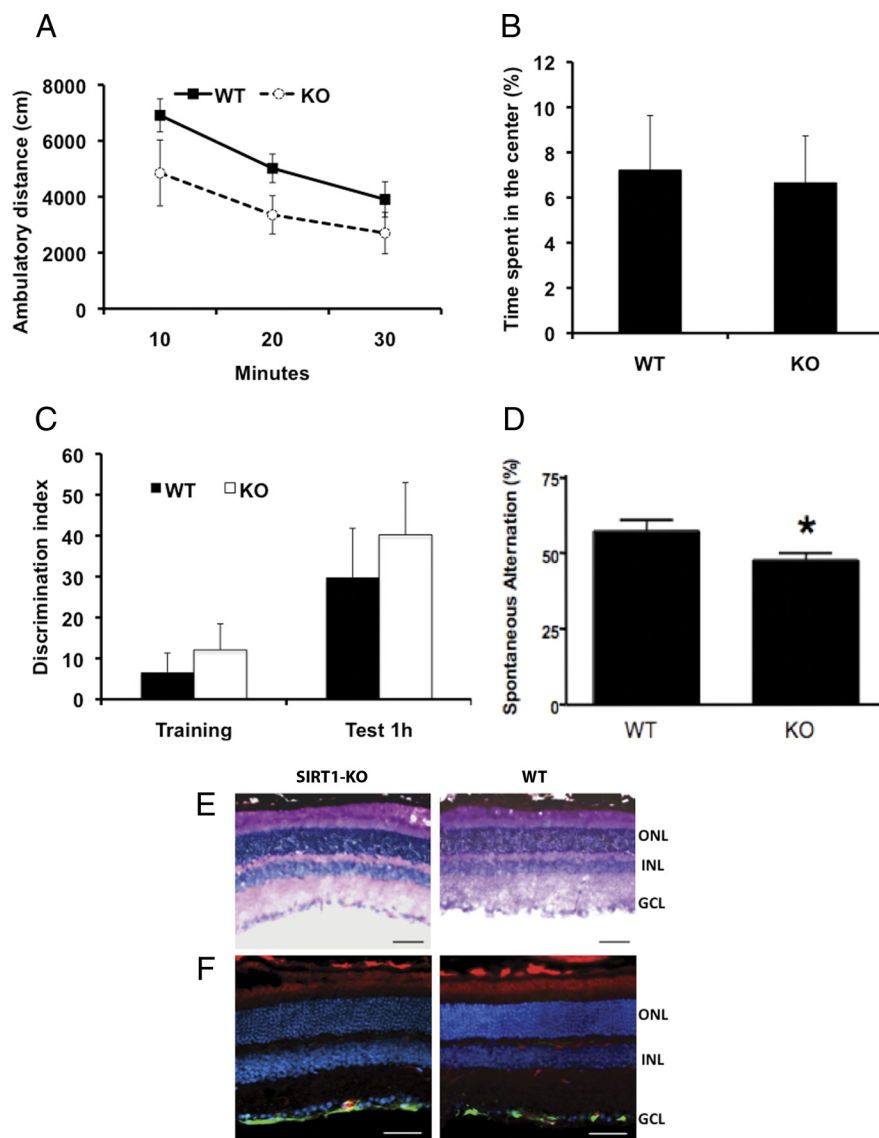 A
8000
6000
4000
2000
0
Ambulatory distance (cm)
WT KO
10 20 30
Minutes
B
12
10
8
6
4
2
0
Time spent in the center (%)
WT KO
C
60
50
40
30
20
10
0
Discrimination index
WT KO
Training Test 1h
D
75
50
25
0
Spontaneous Alternation (%)
*
WT KO
SIRT1-KO WT
E
ONL
INL
GCL
F
ONL
INL
GCL